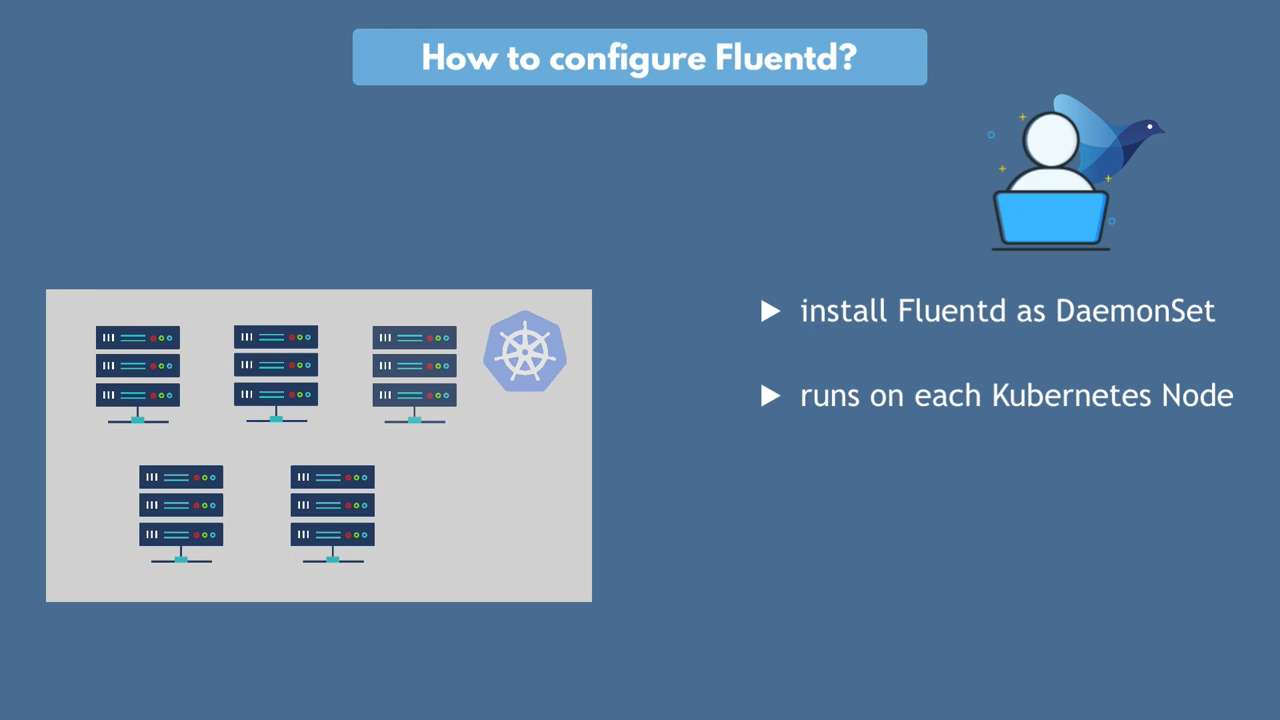 How to configure Fluentd?
install Fluentd as DaemonSet
runs on each Kubernetes Node